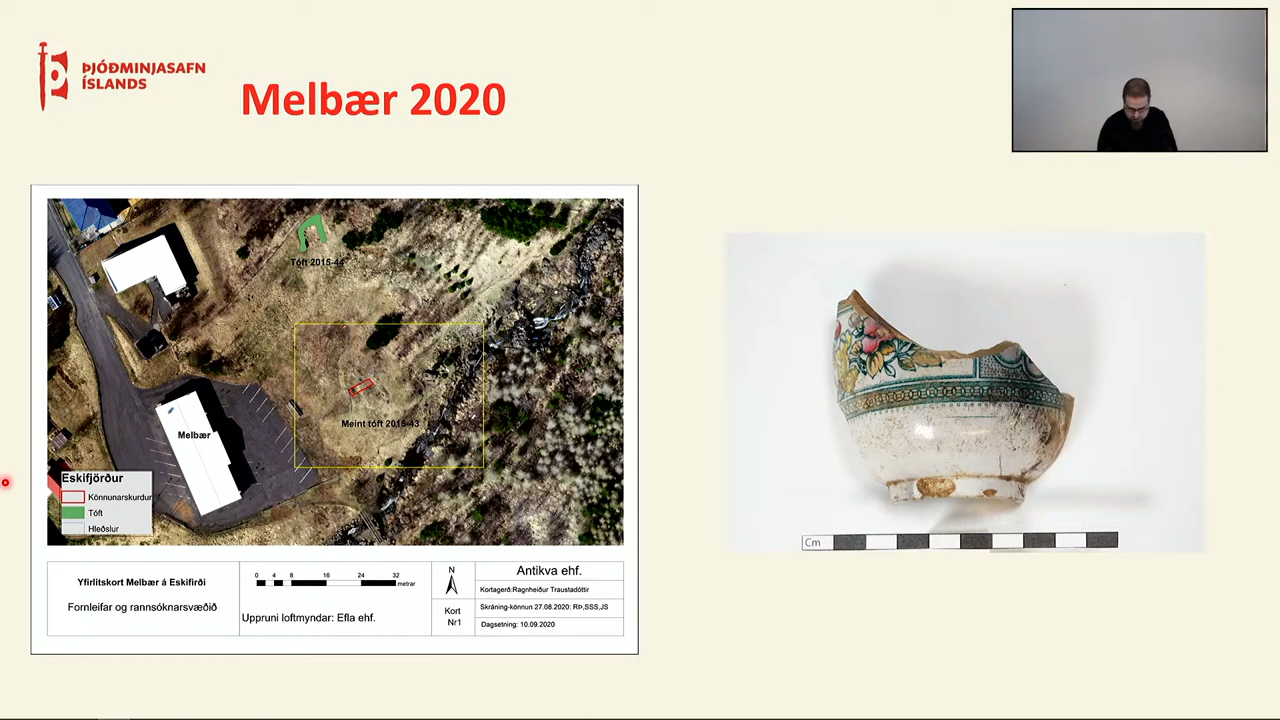 ÞJÓÐMINJASAFN
ÍSLANDS
Melbær 2020
Tóft 2015-44
Meint tóft 2015-43
Melbær
Eskifjörður
Könnunarskurdur
Tóft
Hleðslur
Yfirlitskort Melbær á Eskifirði
Fornleifar og rannsóknarsvæðið
0 4 8 16 24 32
metrar
Uppruni loftmyndar: Efla ehf.
N
Kort
Nr1
Antikva ehf.
Kortagerð:Ragnheiður Traustadóttir
Skráning-könnun 27.08.2020: RÞ,SSS,JS
Dagsetning: 10.09.2020
Cm